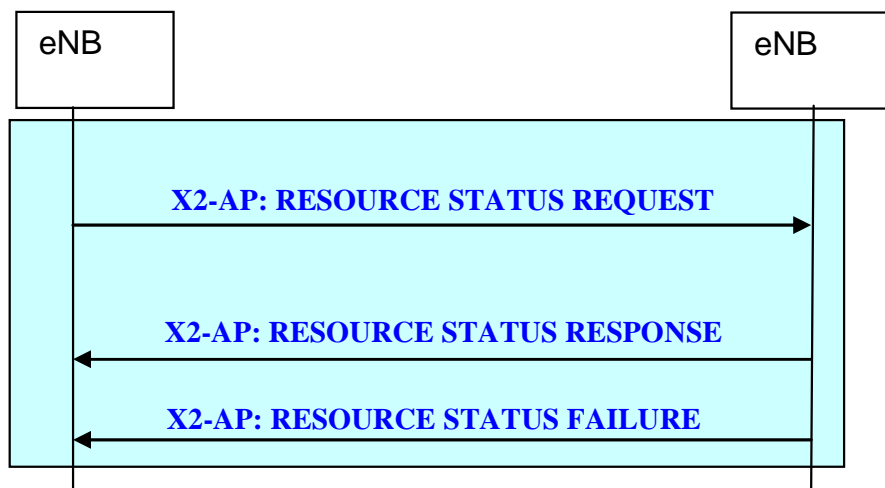 eNB
eNB
X2-AP: RESOURCE STATUS REQUEST
X2-AP: RESOURCE STATUS RESPONSE
X2-AP: RESOURCE STATUS FAILURE